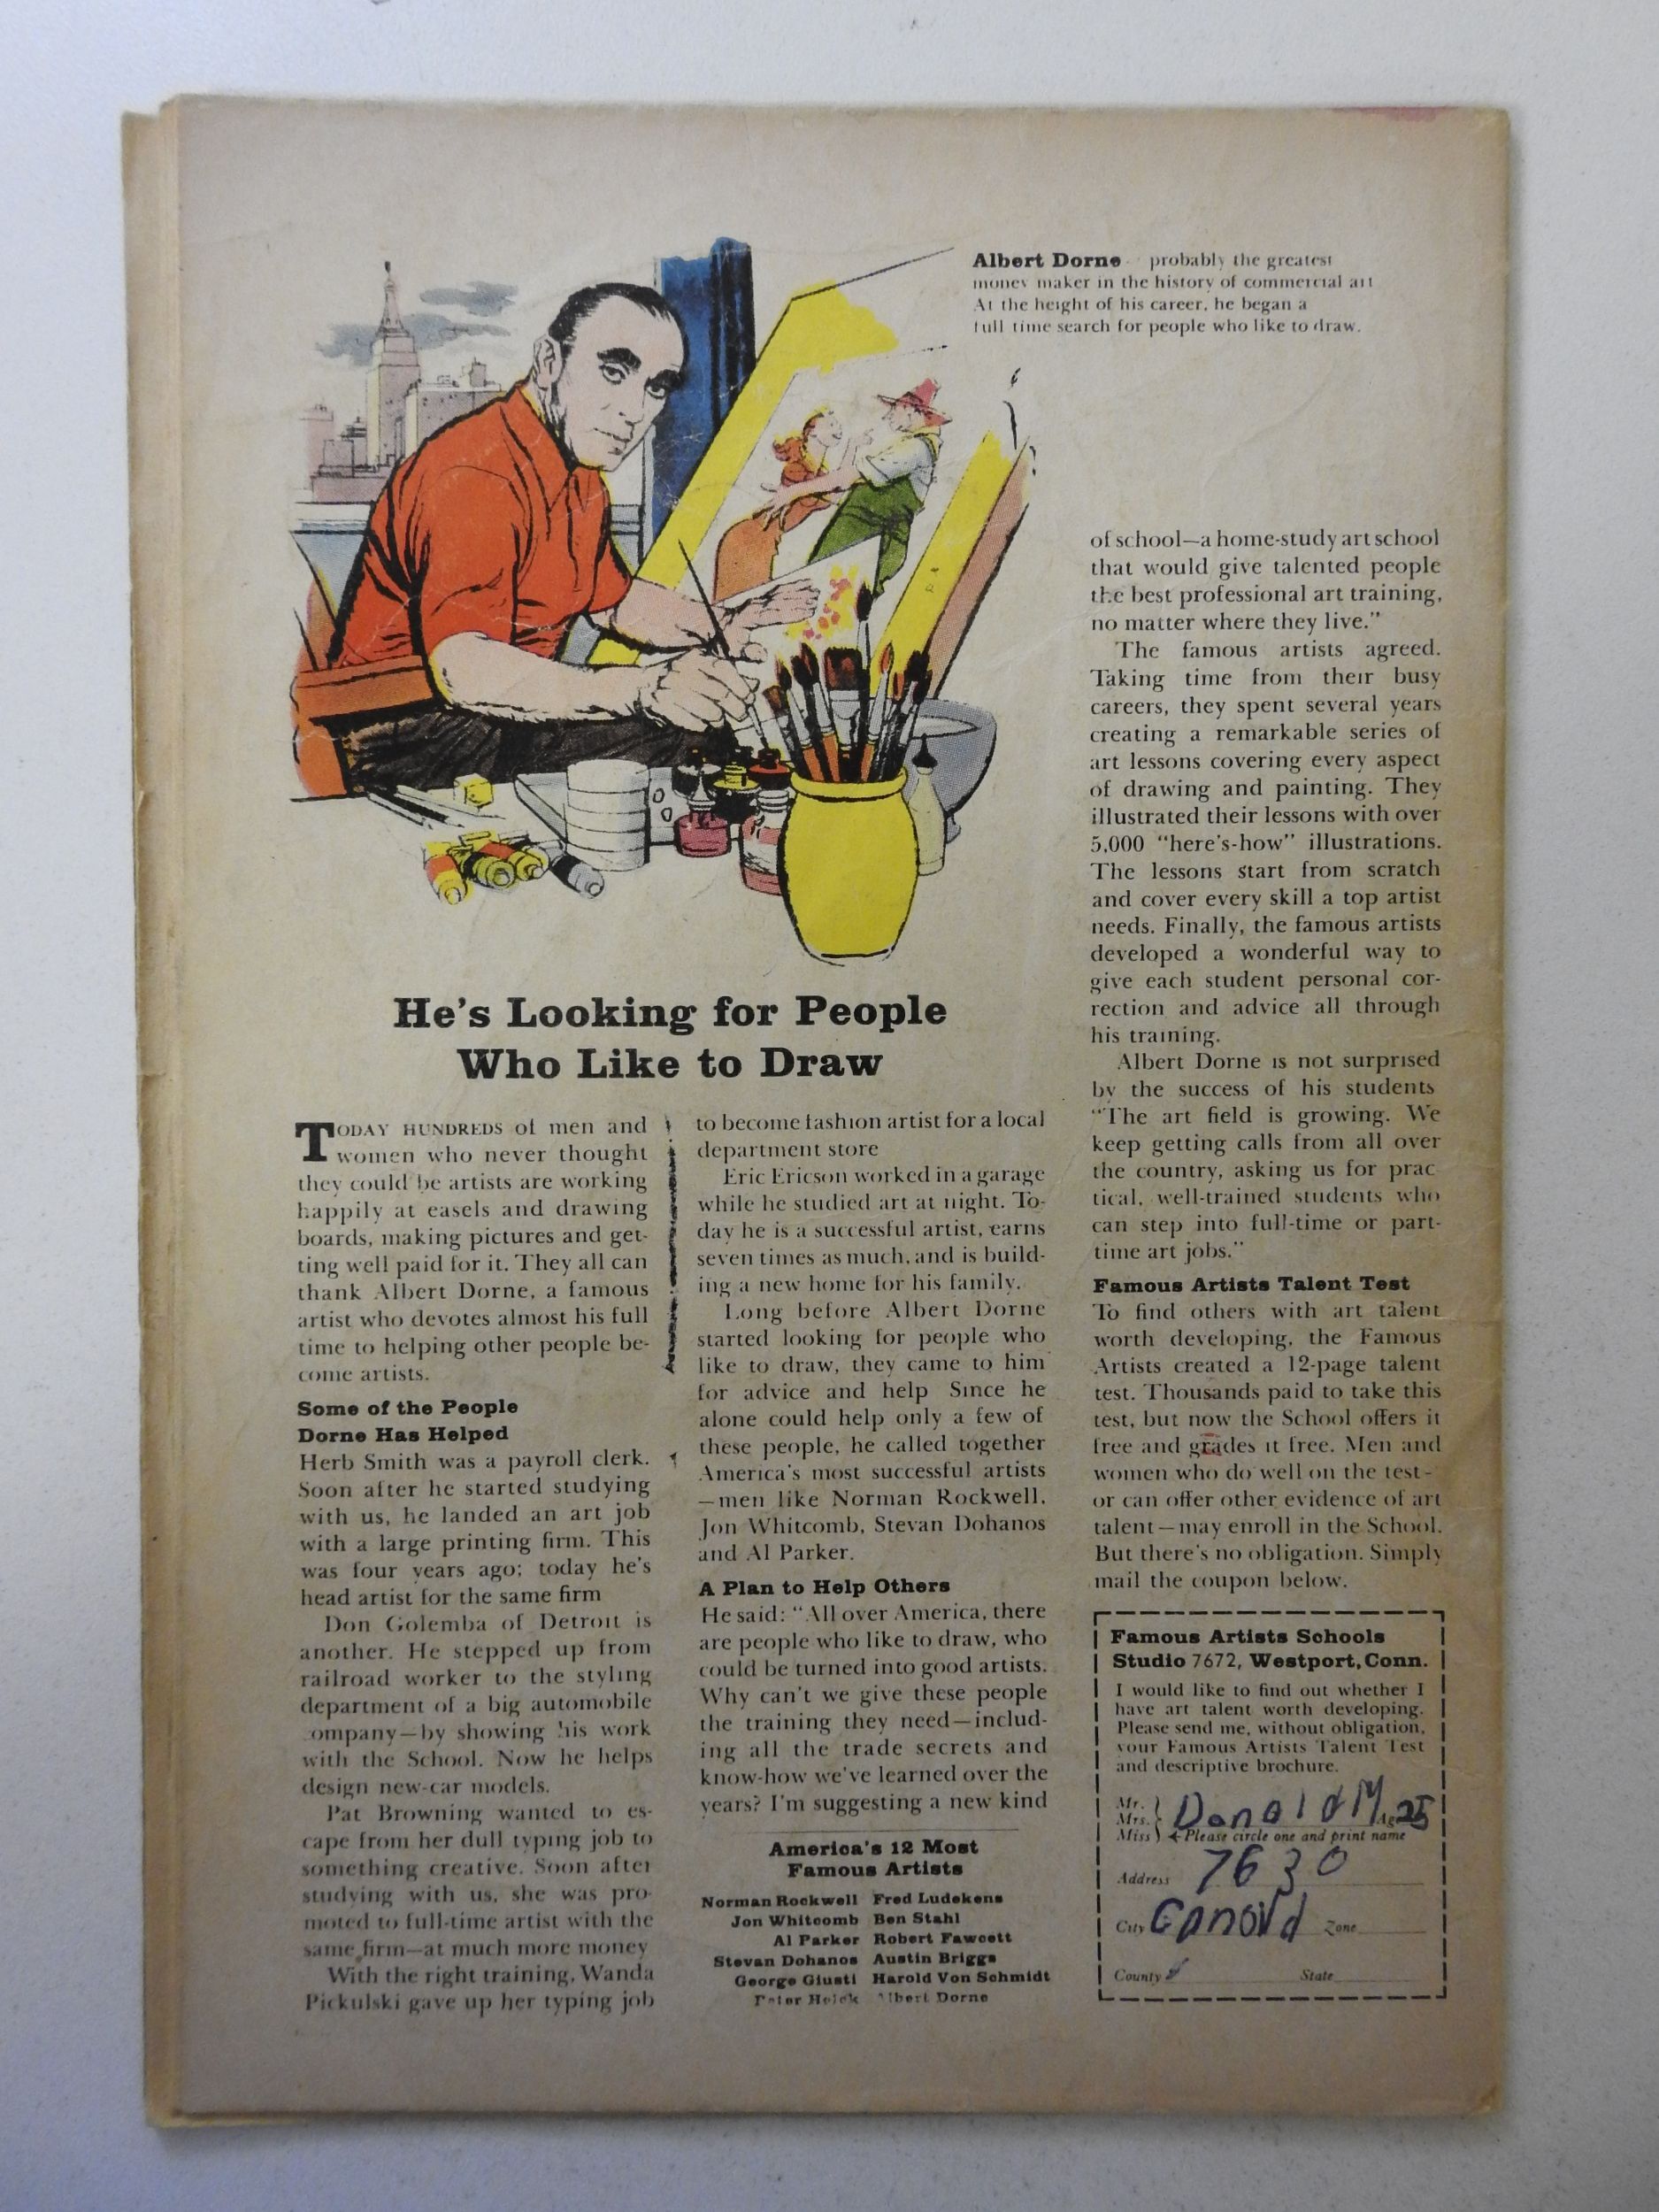 Albert Dorne probably the greatest
money maker in the history of commercial art
At the height of his career, he began a
full time search for people who like to draw.
He's Looking for People
Who Like to Draw
TODAY HUNDREDS of men and
women who never thought
they could be artists are working
happily at easels and drawing
boards, making pictures and get-
ting well paid for it. They all can
thank Albert Dorne, a famous
artist who devotes almost his full
time to helping other people be-
come artists.
Some of the People
Dorne Has Helped
Herb Smith was a payroll clerk.
Soon after he started studying
with us, he landed an art job
with a large printing firm. This
was four years ago; today he's
head artist for the same firm
Don Golemba of Detroit is
another. He stepped up from
railroad worker to the styling
department of a big automobile
company—by showing his work
with the School. Now he helps
design new-car models.
Pat Browning wanted to es-
cape from her dull typing job to
something creative. Soon after
studying with us, she was pro-
moted to full-time artist with the
same firm—at much more money
With the right training, Wanda
Pickulski gave up her typing job
to become fashion artist for a local
department store
Eric Ericson worked in a garage
while he studied art at night. To-
day he is a successful artist, earns
seven times as much, and is build-
ing a new home for his family.
Long before Albert Dorne
started looking for people who
like to draw, they came to him
for advice and help Since he
alone could help only a few of
these people, he called together
America's most successful artists
—men like Norman Rockwell,
Jon Whitcomb, Stevan Dohanos
and Al Parker.
A Plan to Help Others
He said: "All over America, there
are people who like to draw, who
could be turned into good artists.
Why can't we give these people
the training they need—includ-
ing all the trade secrets and
know-how we've learned over the
years? I'm suggesting a new kind
America's 12 Most
Famous Artists
Norman Rockwell Fred Ludekens
Jon Whitcomb Ben Stahl
Al Parker Robert Fawcett
Stevan Dohanos Austin Briggs
George Giusti Harold Von Schmidt
Peter Helck Albert Dorne
of school—a home-study art school
that would give talented people
the best professional art training,
no matter where they live."
The famous artists agreed.
Taking time from their busy
careers, they spent several years
creating a remarkable series of
art lessons covering every aspect
of drawing and painting. They
illustrated their lessons with over
5,000 "here's-how" illustrations.
The lessons start from scratch
and cover every skill a top artist
needs. Finally, the famous artists
developed a wonderful way to
give each student personal cor-
rection and advice all through
his training.
Albert Dorne is not surprised
by the success of his students
"The art field is growing. We
keep getting calls from all over
the country, asking us for prac
tical, well-trained students who
can step into full-time or part-
time art jobs."
Famous Artists Talent Test
To find others with art talent
worth developing, the Famous
Artists created a 12-page talent
test. Thousands paid to take this
test, but now the School offers it
free and grades it free. Men and
women who do well on the test-
or can offer other evidence of art
talent—may enroll in the School.
But there's no obligation. Simply
mail the coupon below.
Famous Artists Schools
Studio 7672, Westport, Conn.
I would like to find out whether I
have art talent worth developing.
Please send me, without obligation,
your Famous Artists Talent Test
and descriptive brochure.
Mr.
Mrs. Donald M Age 25
Miss Please circle one and print name
Address 7630
City Zone
County State